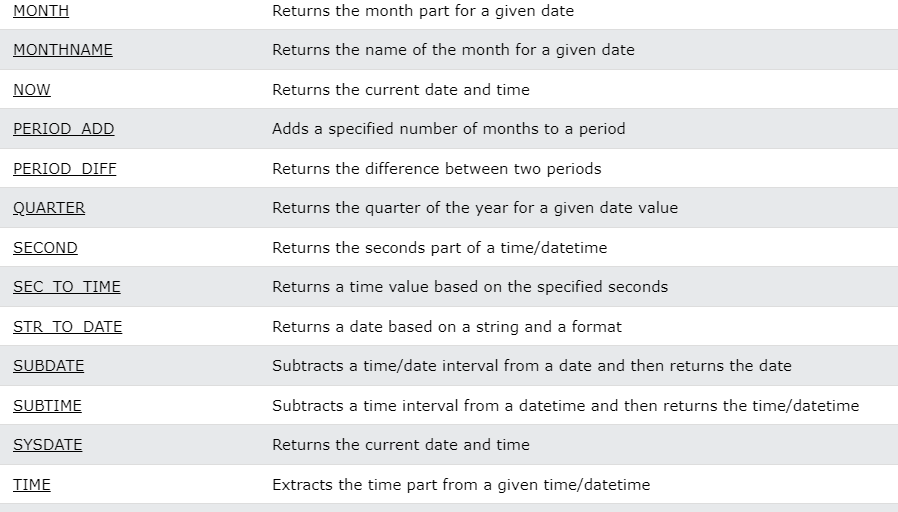 MONTH Returns the month part for a given date
MONTHNAME Returns the name of the month for a given date
NOW Returns the current date and time
PERIOD_ADD Adds a specified number of months to a period
PERIOD_DIFF Returns the difference between two periods
QUARTER Returns the quarter of the year for a given date value
SECOND Returns the seconds part of a time/datetime
SEC_TO_TIME Returns a time value based on the specified seconds
STR_TO_DATE Returns a date based on a string and a format
SUBDATE Subtracts a time/date interval from a date and then returns the date
SUBTIME Subtracts a time interval from a datetime and then returns the time/datetime
SYSDATE Returns the current date and time
TIME Extracts the time part from a given time/datetime